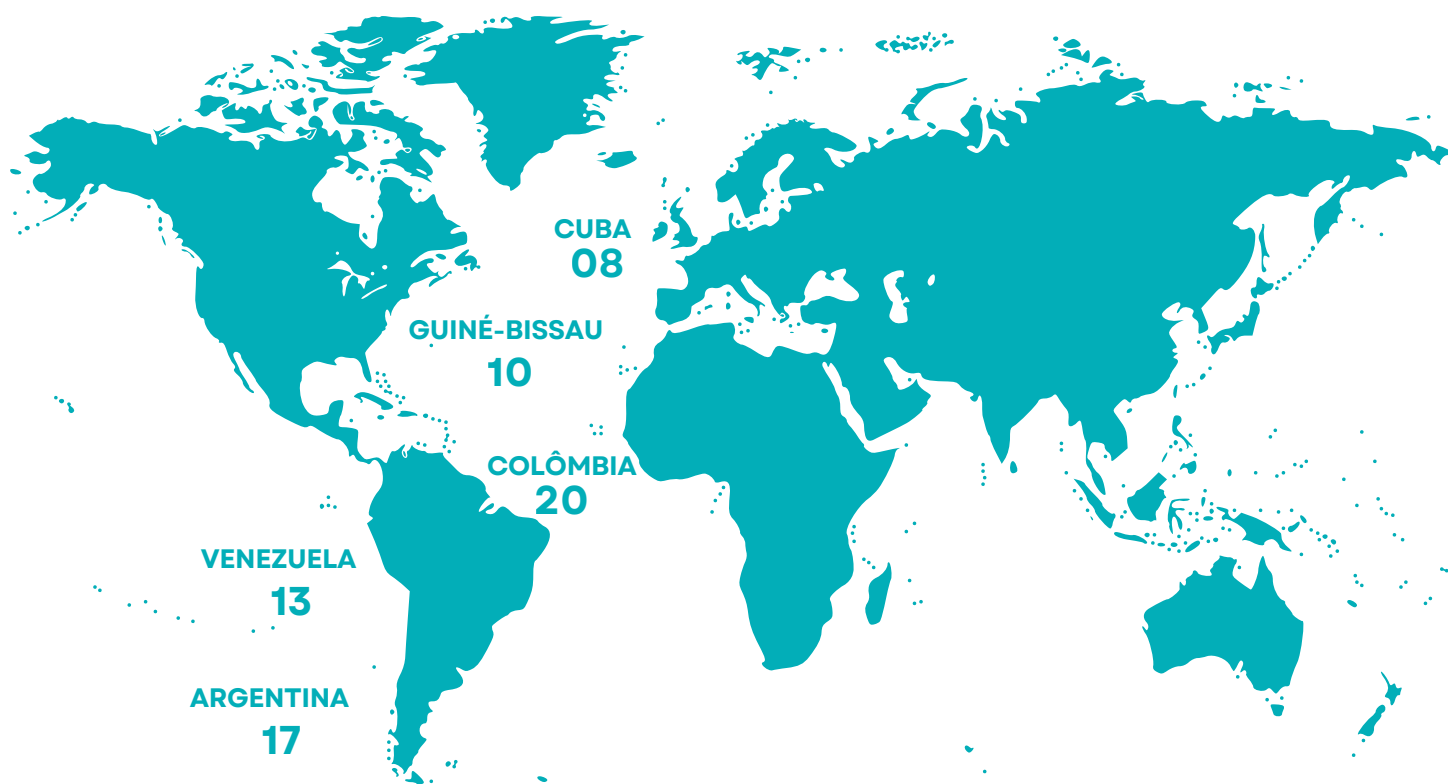 CUBA
08
GUINÉ-BISSAU
10
COLÔMBIA
20
VENEZUELA
13
ARGENTINA
17